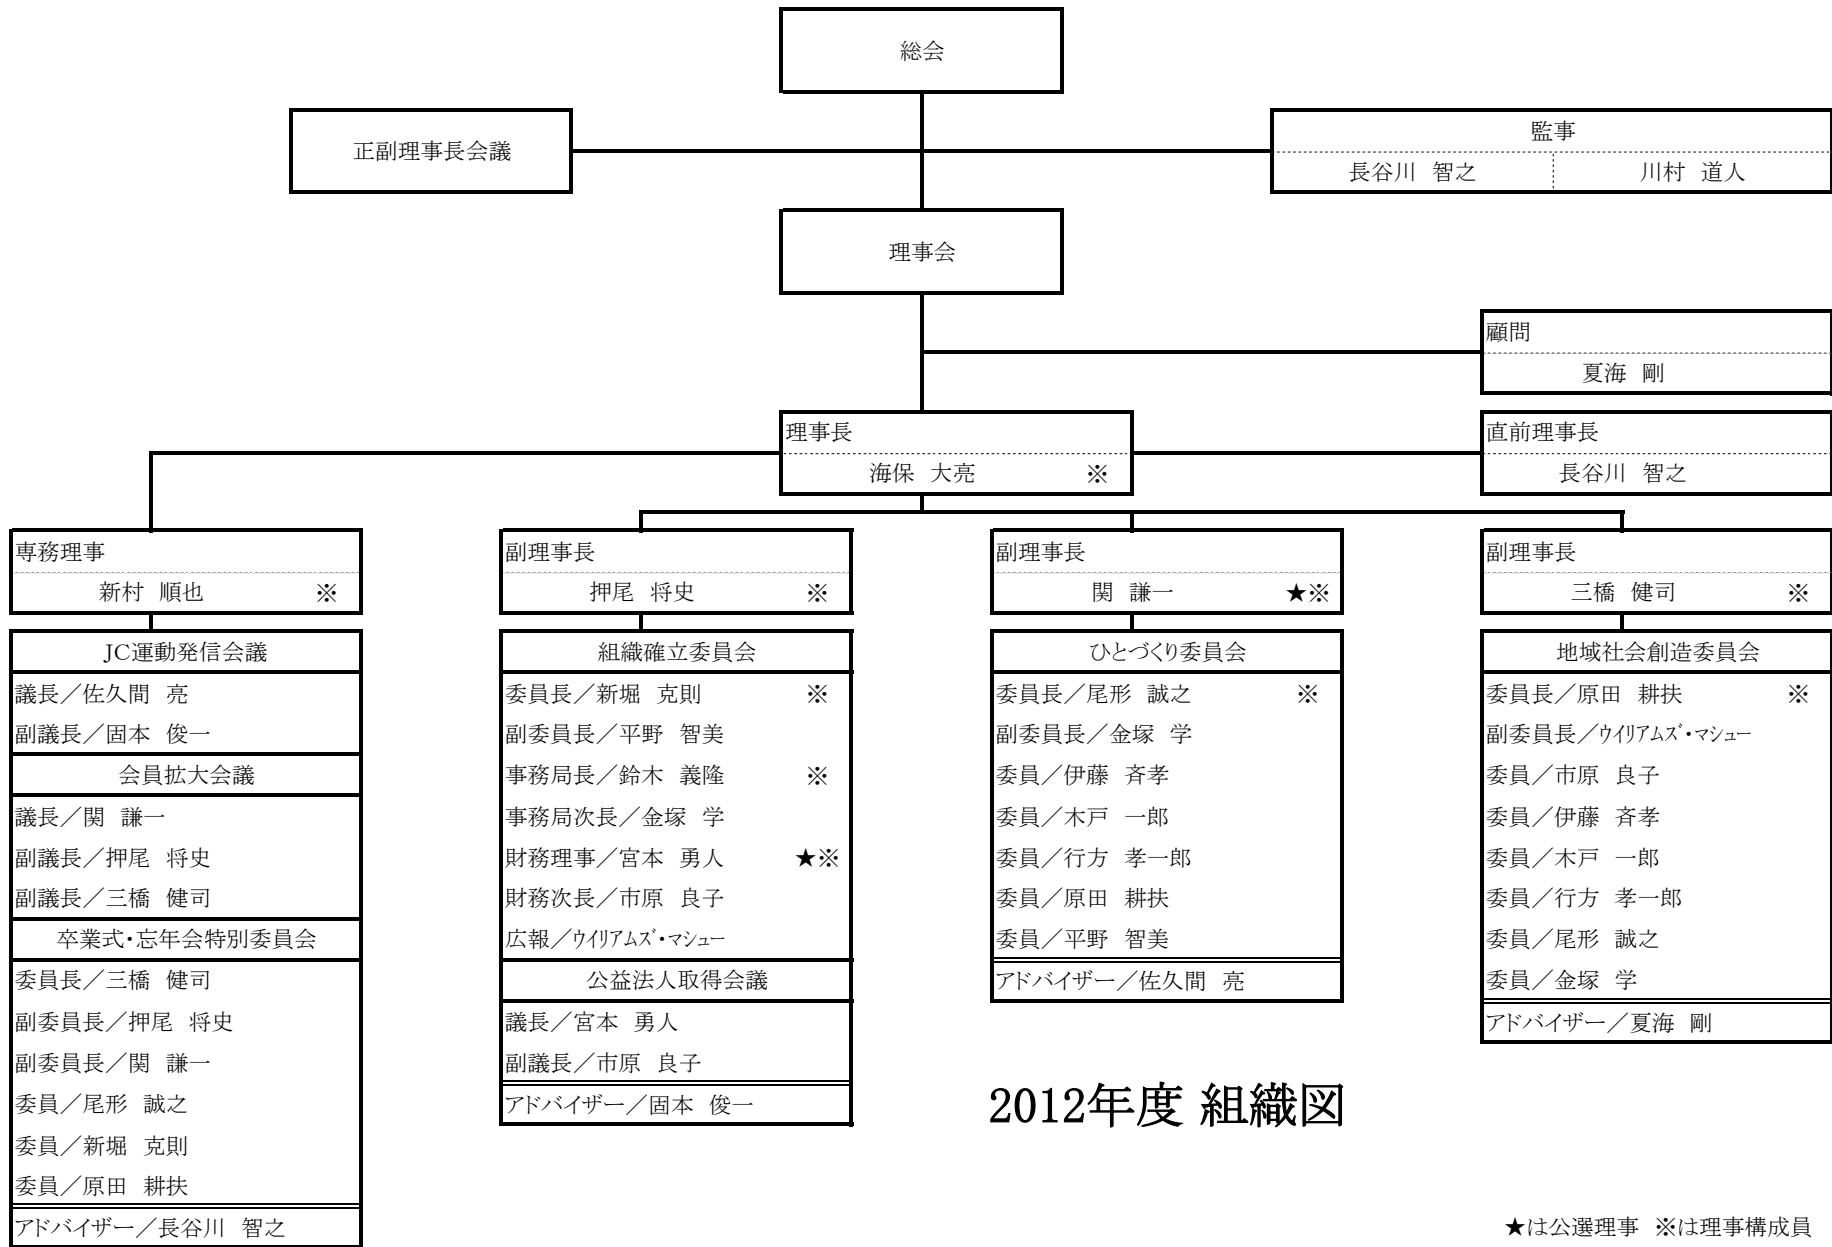 総会
正副理事長会議
監事
長谷川 智之 川村 道人
理事会
顧問
夏海 剛
理事長
海保 大亮 ※
直前理事長
長谷川 智之
専務理事
新村 順也 ※
JC運動発信会議
議長／佐久間 亮
副議長／固本 俊一
会員拡大会議
議長／関 謙一
副議長／押尾 将史
副議長／三橋 健司
卒業式・忘年会特別委員会
委員長／三橋 健司
副委員長／押尾 将史
副委員長／関 謙一
委員／尾形 誠之
委員／新堀 克則
委員／原田 耕扶
アドバイザー／長谷川 智之
副理事長
押尾 将史 ※
組織確立委員会
委員長／新堀 克則 ※
副委員長／平野 智美
事務局長／鈴木 義隆 ※
事務局次長／金塚 学
財務理事／宮本 勇人 ★※
財務次長／市原 良子
広報／ウイリアムズ・マシュー
公益法人取得会議
議長／宮本 勇人
副議長／市原 良子
アドバイザー／固本 俊一
副理事長
関 謙一 ★※
ひとづくり委員会
委員長／尾形 誠之 ※
副委員長／金塚 学
委員／伊藤 斉孝
委員／木戸 一郎
委員／行方 孝一郎
委員／原田 耕扶
委員／平野 智美
アドバイザー／佐久間 亮
副理事長
三橋 健司 ※
地域社会創造委員会
委員長／原田 耕扶 ※
副委員長／ウイリアムズ・マシュー
委員／市原 良子
委員／伊藤 斉孝
委員／木戸 一郎
委員／行方 孝一郎
委員／尾形 誠之
委員／金塚 学
アドバイザー／夏海 剛
2012年度 組織図
★は公選理事 ※は理事構成員